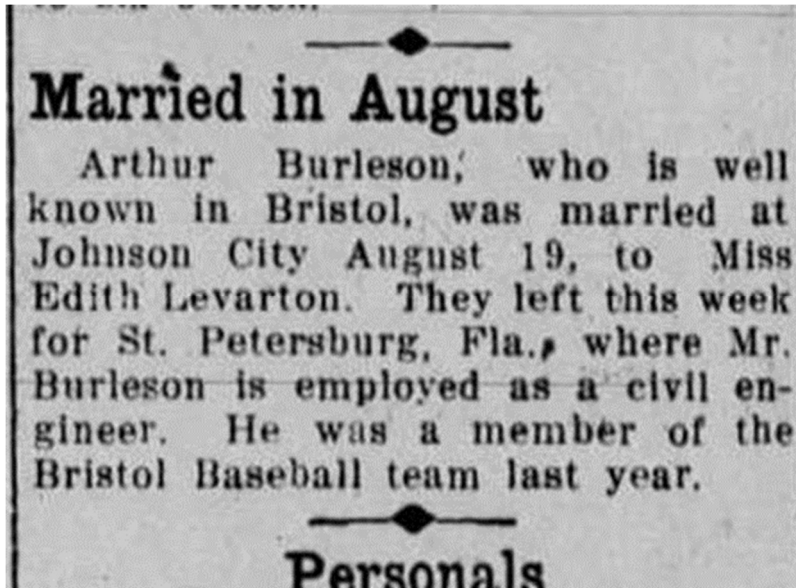 Married in August
Arthur Burleson, who is well
known in Bristol, was married at
Johnson City August 19, to Miss
Edith Levarton. They left this week
for St. Petersburg, Fla., where Mr.
Burleson is employed as a civil en-
gineer. He was a member of the
Bristol Baseball team last year.
Personals